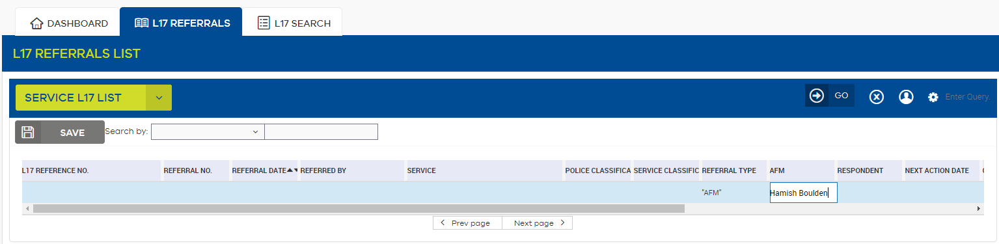 DASHBOARD L17 REFERRALS L17 SEARCH
L17 REFERRALS LIST
SERVICE L17 LIST GO Enter Query.
SAVE Search by:
L17 REFERENCE NO. REFERRAL NO. REFERRAL DATE REFERRED BY SERVICE POLICE CLASSIFICA SERVICE CLASSIFIC REFERRAL TYPE AFM RESPONDENT NEXT ACTION DATE
"AFM" Hamish Boulden
Prev page Next page